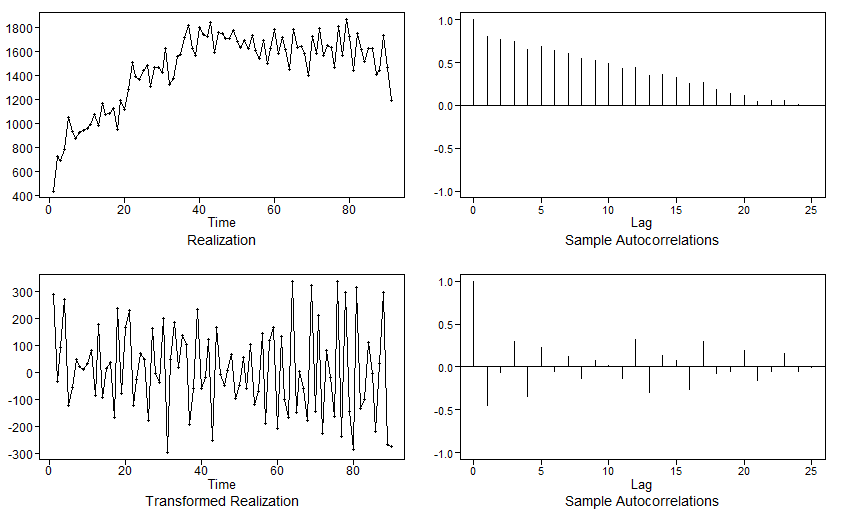 1800
1600
1400
1200
1000
800
600
400
0 20 40 60 80
Time
Realization
1.0
0.5
0.0
-0.5
-1.0
0 5 10 15 20 25
Lag
Sample Autocorrelations
300
200
100
0
-100
-200
-300
0 20 40 60 80
Time
Transformed Realization
1.0
0.5
0.0
-0.5
-1.0
0 5 10 15 20 25
Lag
Sample Autocorrelations